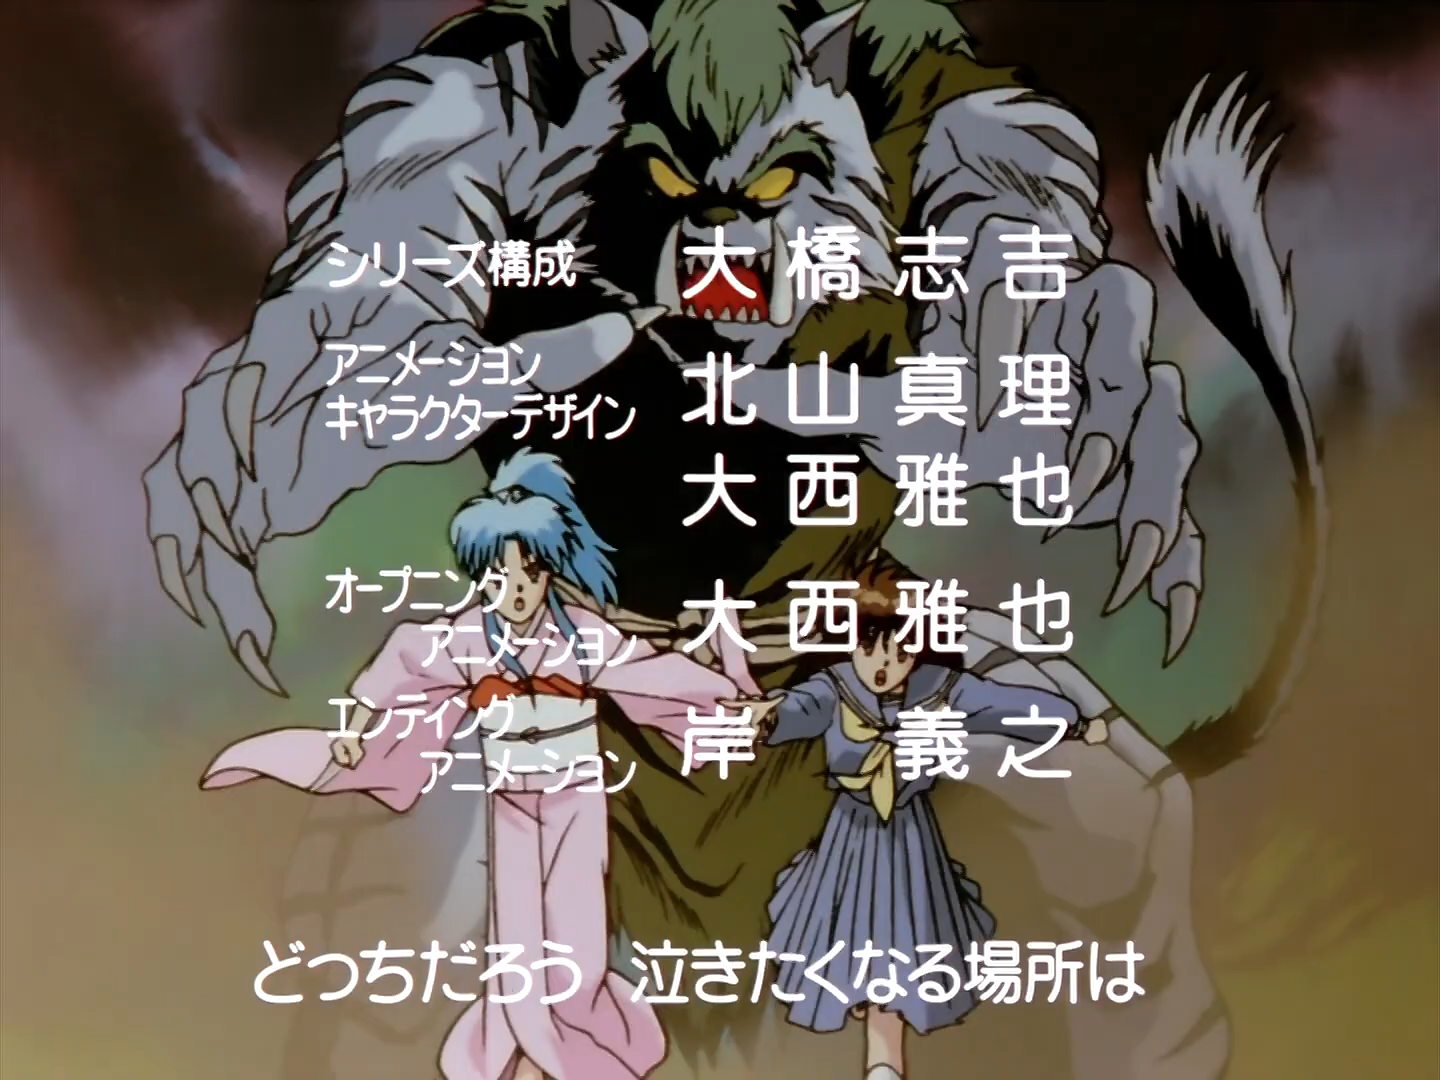 シリーズ構成 大橋志吉
アニメーション
キャラクターデザイン 北山真理
大西雅也
オープニング
アニメーション 大西雅也
エンディング
アニメーション 岸 義之
どっちだろう 泣きたくなる場所は